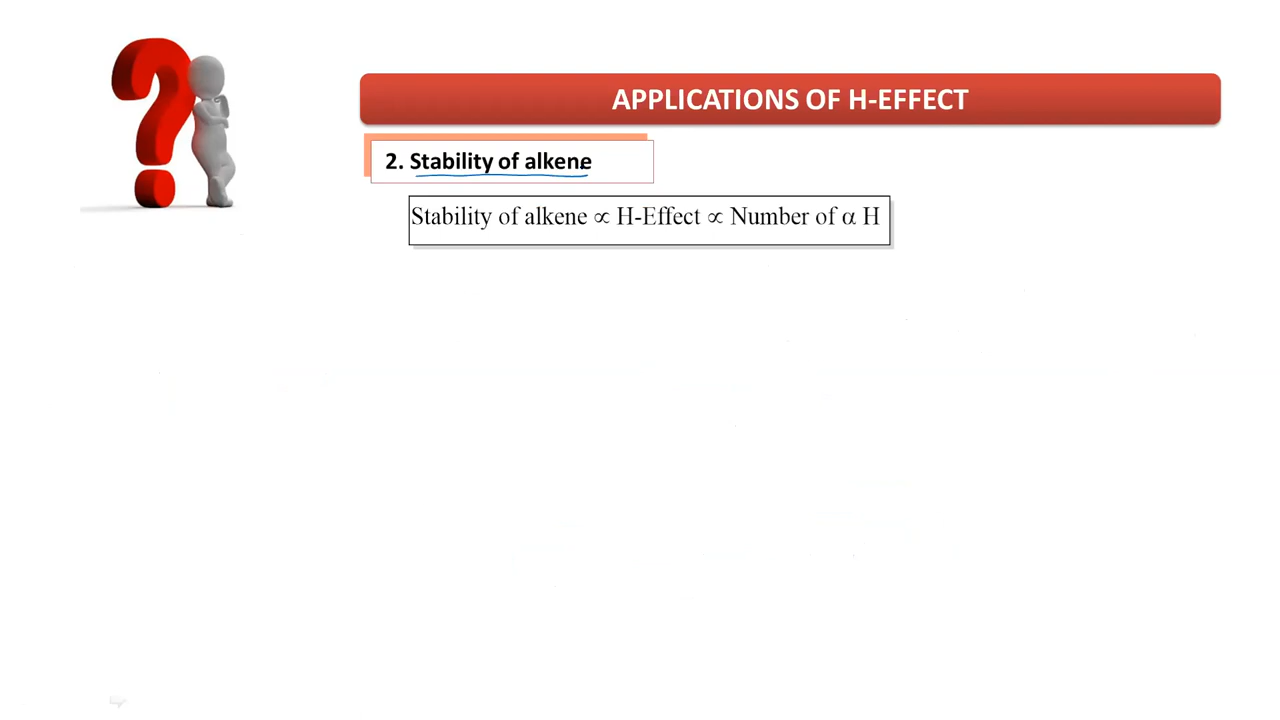 APPLICATIONS OF H-EFFECT
2. Stability of alkene
Stability of alkene ∝ H-Effect ∝ Number of α H